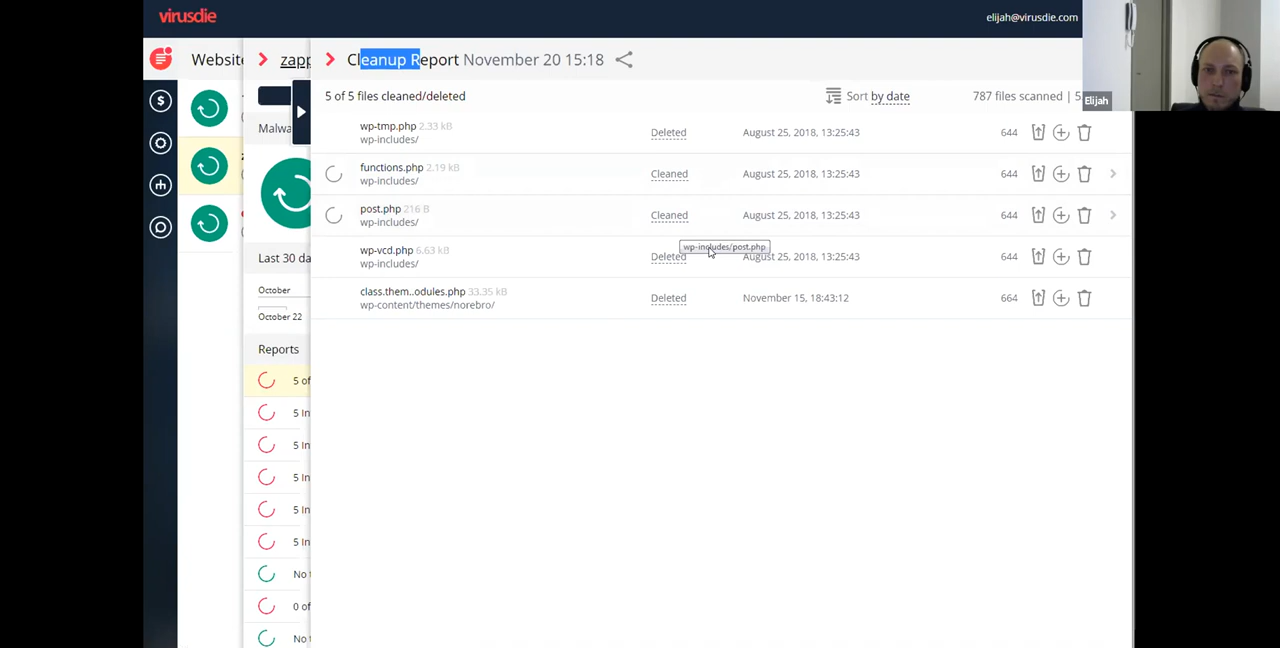 virusdie
elijah@virusdie.com
Website
zapp
Cleanup Report November 20 15:18
Elijah
5 of 5 files cleaned/deleted
Sort by date
787 files scanned | 5
Malwa
wp-tmp.php 2.33 kB
wp-includes/
Deleted
August 25, 2018, 13:25:43
644
functions.php 2.19 kB
wp-includes/
Cleaned
August 25, 2018, 13:25:43
644
post.php 216 B
wp-includes/
Cleaned
August 25, 2018, 13:25:43
644
wp-includes/post.php
wp-vcd.php 6.63 kB
wp-includes/
Deleted
August 25, 2018, 13:25:43
644
class.them..odules.php 33.35 kB
wp-content/themes/norebro/
Deleted
November 15, 18:43:12
664
Last 30 da
October
October 22
Reports
5 of
5 In
5 In
5 In
5 In
5 In
No t
0 of
No t